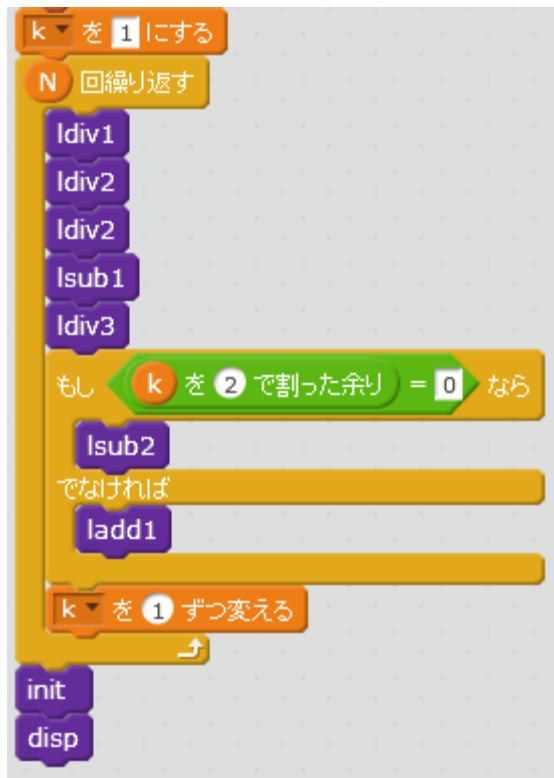 k を 1 にする
N 回繰り返す
ldiv1
ldiv2
ldiv2
lsub1
ldiv3
もし k を 2 で割った余り = 0 なら
lsub2
でなければ
ladd1
k を 1 ずつ変える
init
disp